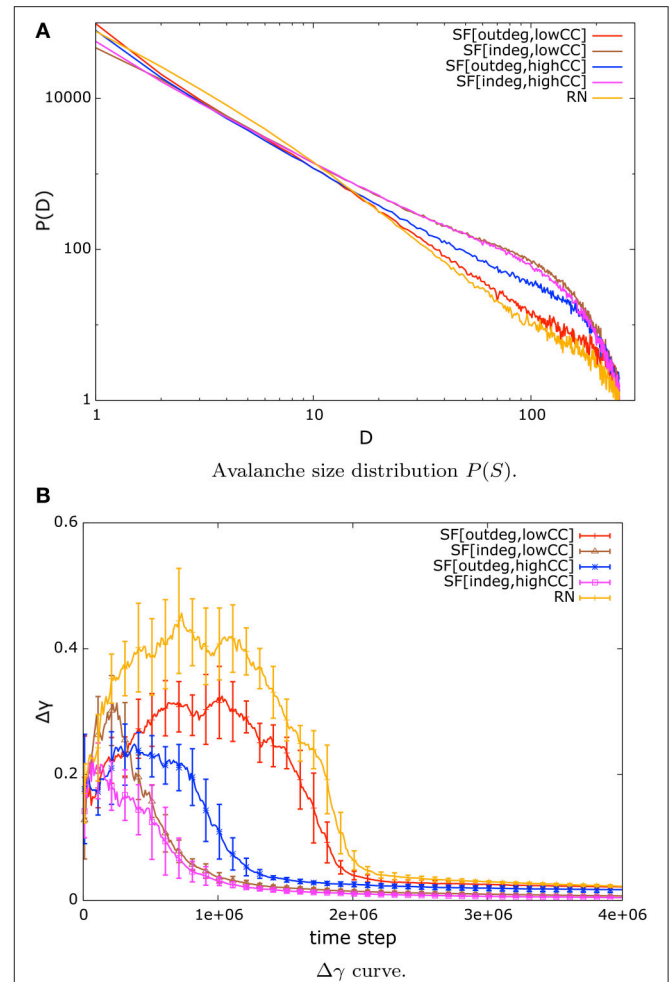 A
SF[outdeg,lowCC]
SF[indeg,lowCC]
SF[outdeg,highCC]
SF[indeg,highCC]
RN
10000
P(D)
100
1
1
10
100
D
Avalanche size distribution P(S).
B
0.6
SF[outdeg,lowCC]
SF[indeg,lowCC]
SF[outdeg,highCC]
SF[indeg,highCC]
RN
0.4
Δγ
0.2
0
0
1e+06
2e+06
3e+06
4e+06
time step
Δγ curve.